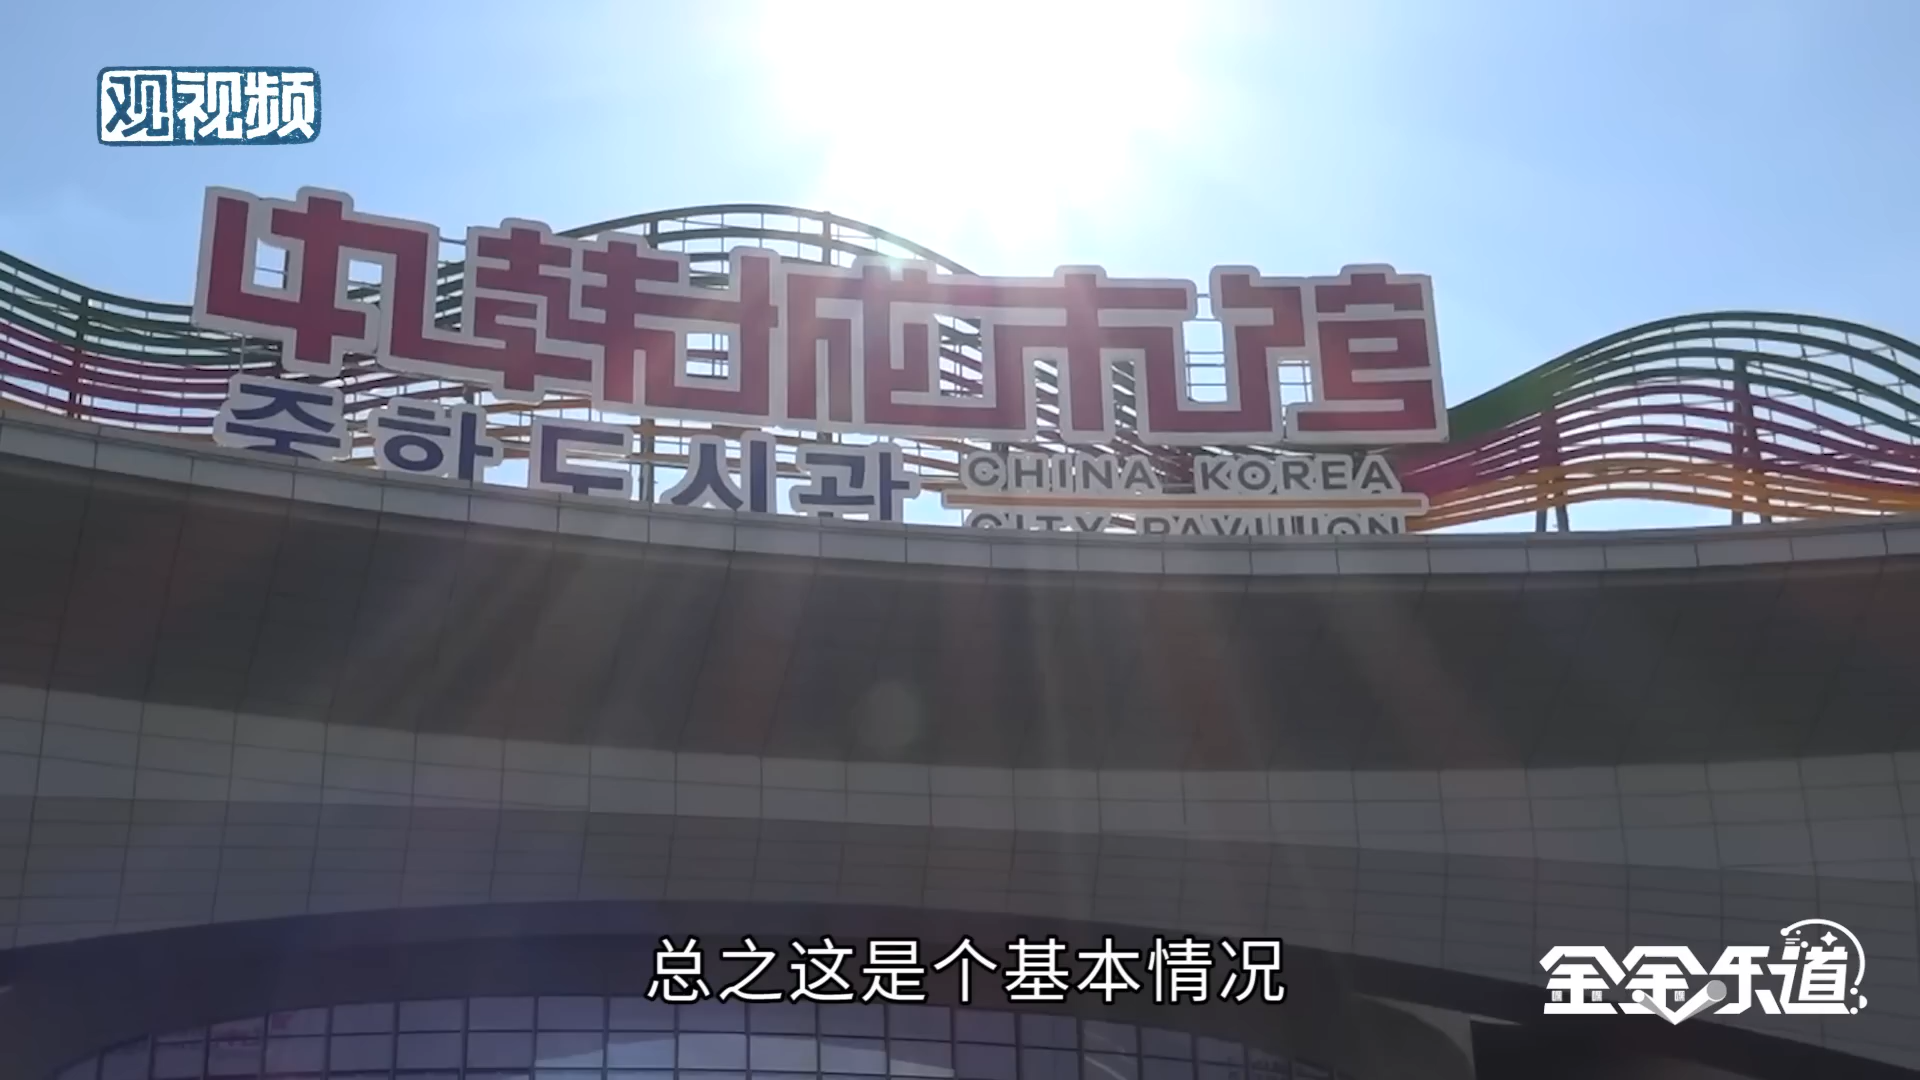 观视频
中韩城市馆
중한도시관
CHINA KOREA
CITY PAVILION
总之这是个基本情况
金金乐道